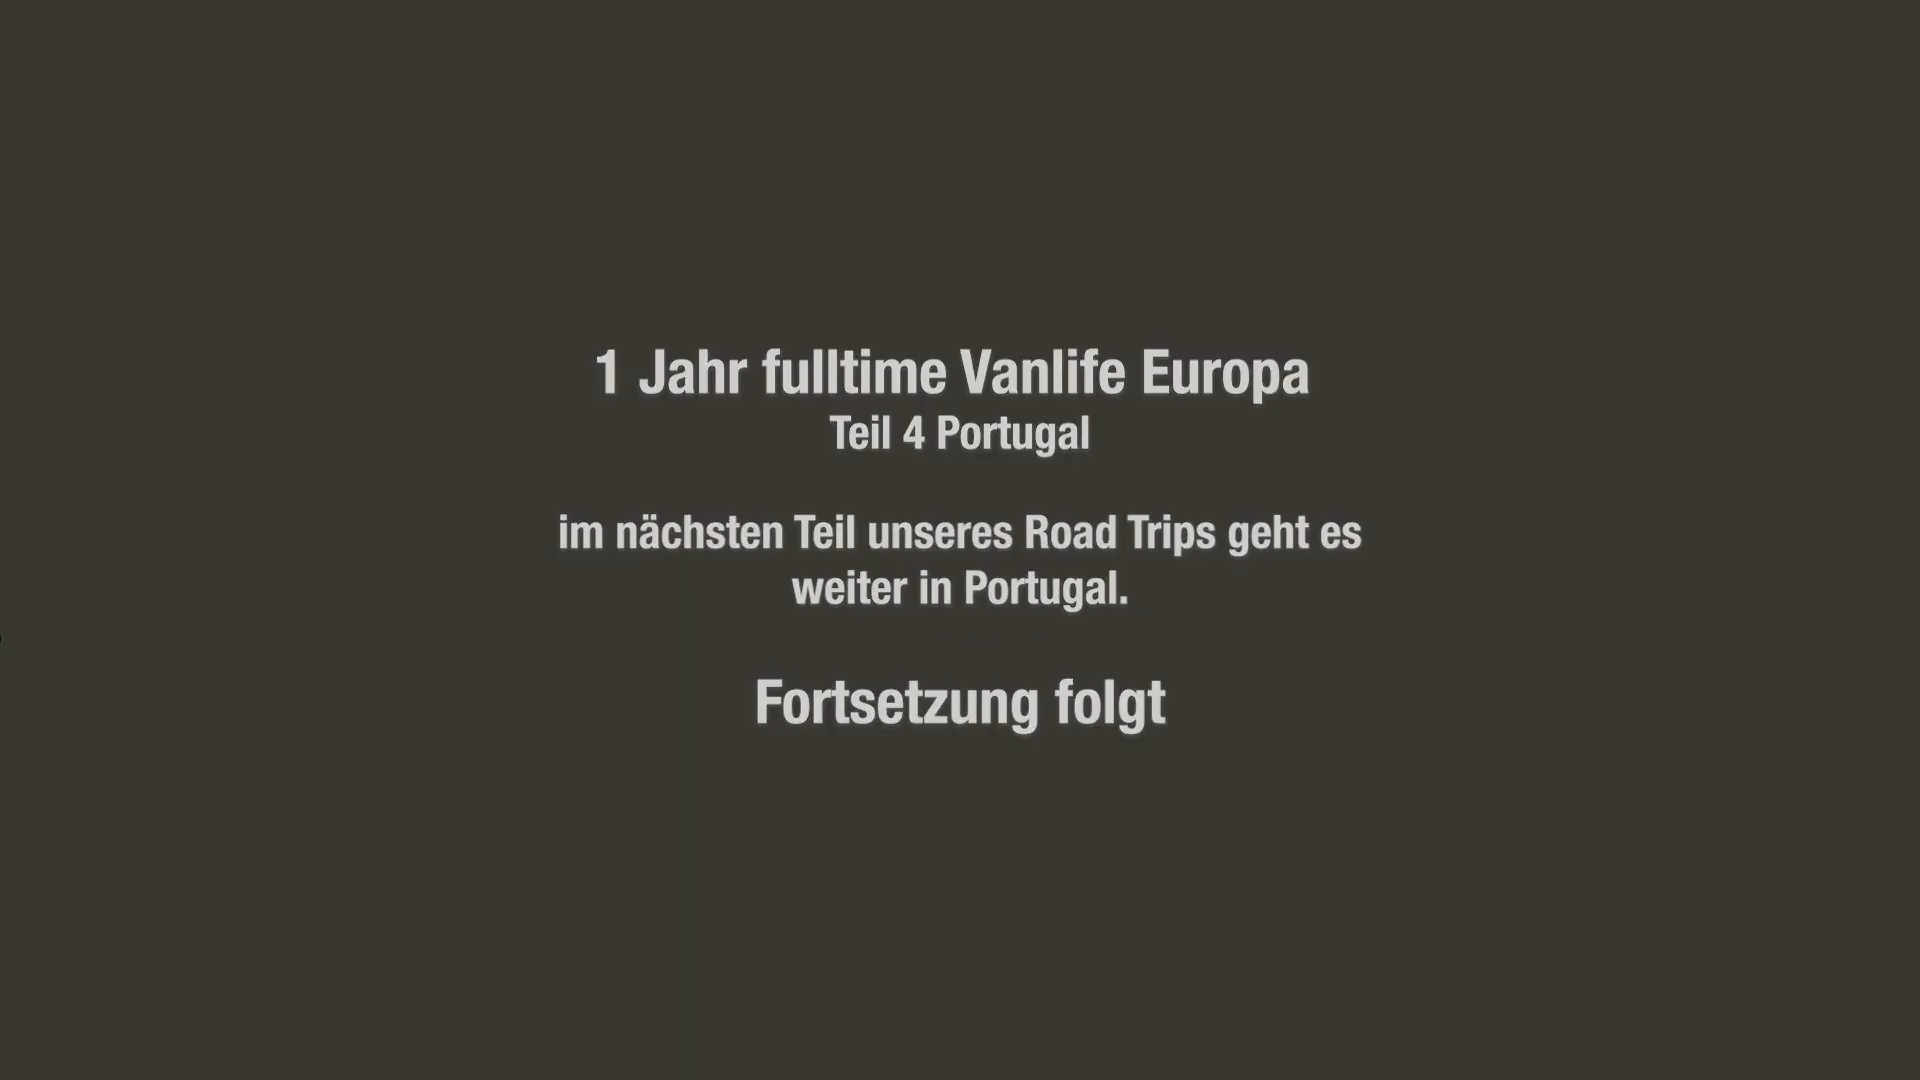 1 Jahr fulltime Vanlife Europa
Teil 4 Portugal
im nächsten Teil unseres Road Trips geht es
weiter in Portugal.
Fortsetzung folgt